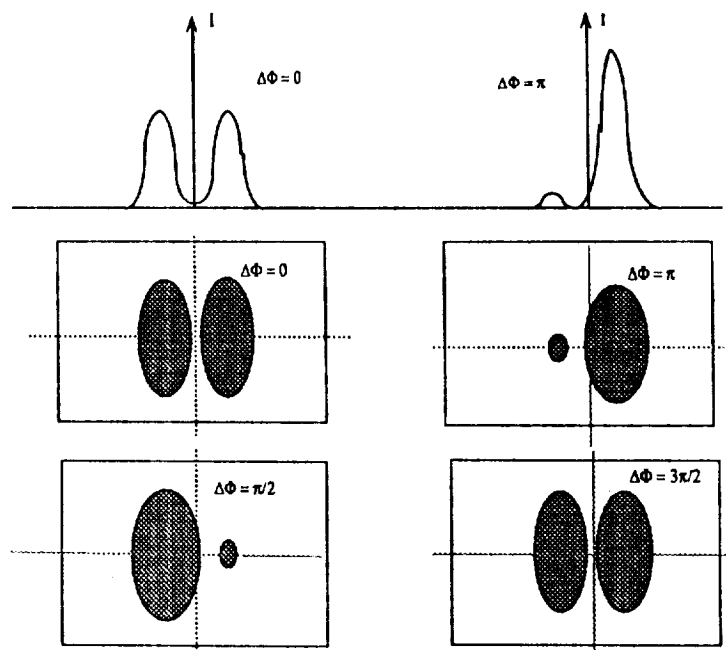 I
ΔΦ = 0
I
ΔΦ = π
ΔΦ = 0
ΔΦ = π
ΔΦ = π/2
ΔΦ = 3π/2